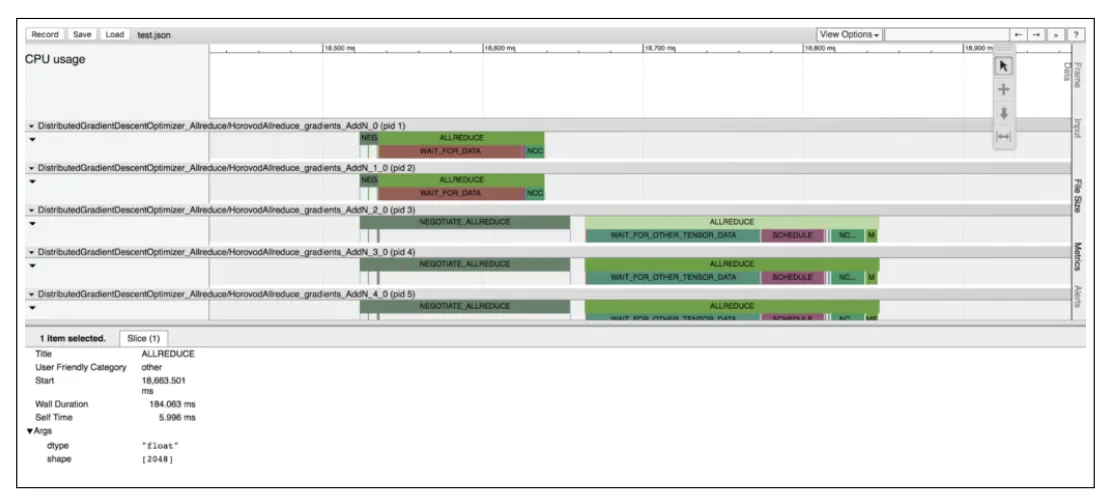 Record Save Load test.json View Options ← → » ?
18,500 ms 18,600 ms 18,700 ms 18,800 ms 18,900 m
CPU usage
DistributedGradientDescentOptimizer_Allreduce/HorovodAllreduce_gradients_AddN_0 (pid 1)
NEG ALLREDUCE
WAIT_FOR_DATA NCC
DistributedGradientDescentOptimizer_Allreduce/HorovodAllreduce_gradients_AddN_1_0 (pid 2)
NEG ALLREDUCE
WAIT_FOR_DATA NCC
DistributedGradientDescentOptimizer_Allreduce/HorovodAllreduce_gradients_AddN_2_0 (pid 3)
NEGOTIATE_ALLREDUCE ALLREDUCE
WAIT_FOR_OTHER_TENSOR_DATA SCHEDULE NC... M
DistributedGradientDescentOptimizer_Allreduce/HorovodAllreduce_gradients_AddN_3_0 (pid 4)
NEGOTIATE_ALLREDUCE ALLREDUCE
WAIT_FOR_OTHER_TENSOR_DATA SCHEDULE NC... M
DistributedGradientDescentOptimizer_Allreduce/HorovodAllreduce_gradients_AddN_4_0 (pid 5)
NEGOTIATE_ALLREDUCE ALLREDUCE
WAIT_FOR_OTHER_TENSOR_DATA SCHEDULE NC
Frame Data
Input
File Size
Metrics
Alerts
1 item selected. Slice (1)
Title ALLREDUCE
User Friendly Category other
Start 18,663.501
ms
Wall Duration 184.063 ms
Self Time 5.996 ms
Args
dtype "float"
shape [2048]